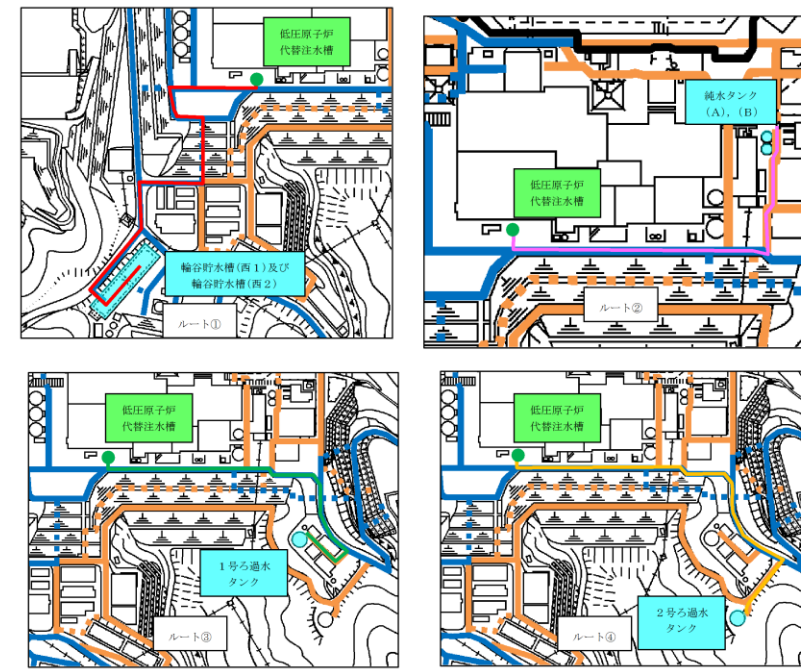 低圧原子炉
代替注水槽
輪谷貯水槽(西1)及び
輪谷貯水槽(西2)
ルート①
純水タンク
(A),(B)
低圧原子炉
代替注水槽
ルート②
低圧原子炉
代替注水槽
1号ろ過水
タンク
ルート③
低圧原子炉
代替注水槽
2号ろ過水
タンク
ルート④